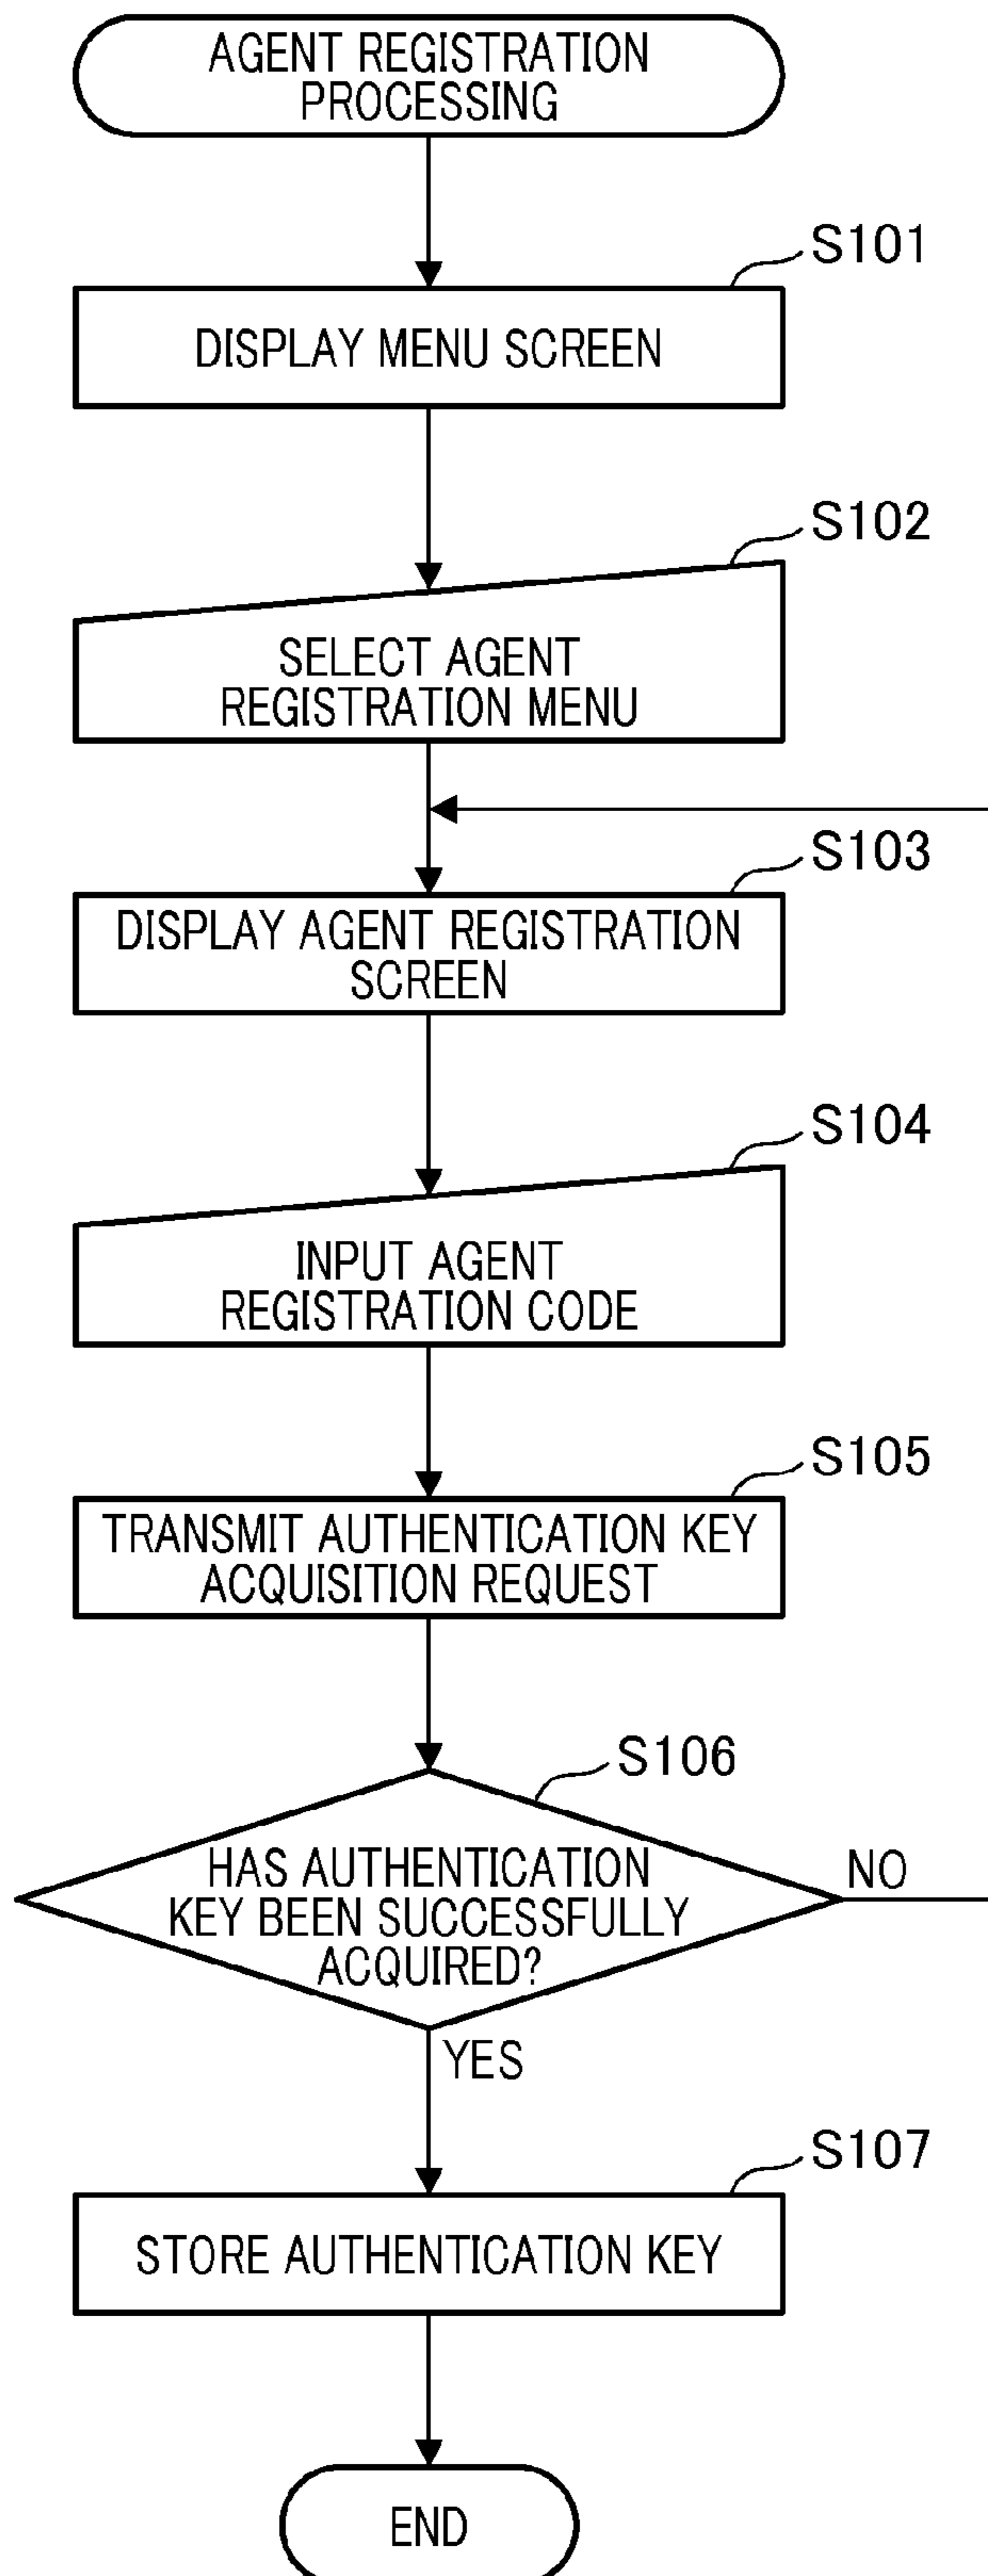 AGENT REGISTRATION
PROCESSING
S101
DISPLAY MENU SCREEN
S102
SELECT AGENT
REGISTRATION MENU
S103
DISPLAY AGENT REGISTRATION
SCREEN
S104
INPUT AGENT
REGISTRATION CODE
S105
TRANSMIT AUTHENTICATION KEY
ACQUISITION REQUEST
S106
HAS AUTHENTICATION
KEY BEEN SUCCESSFULLY
ACQUIRED?
NO
YES
S107
STORE AUTHENTICATION KEY
END